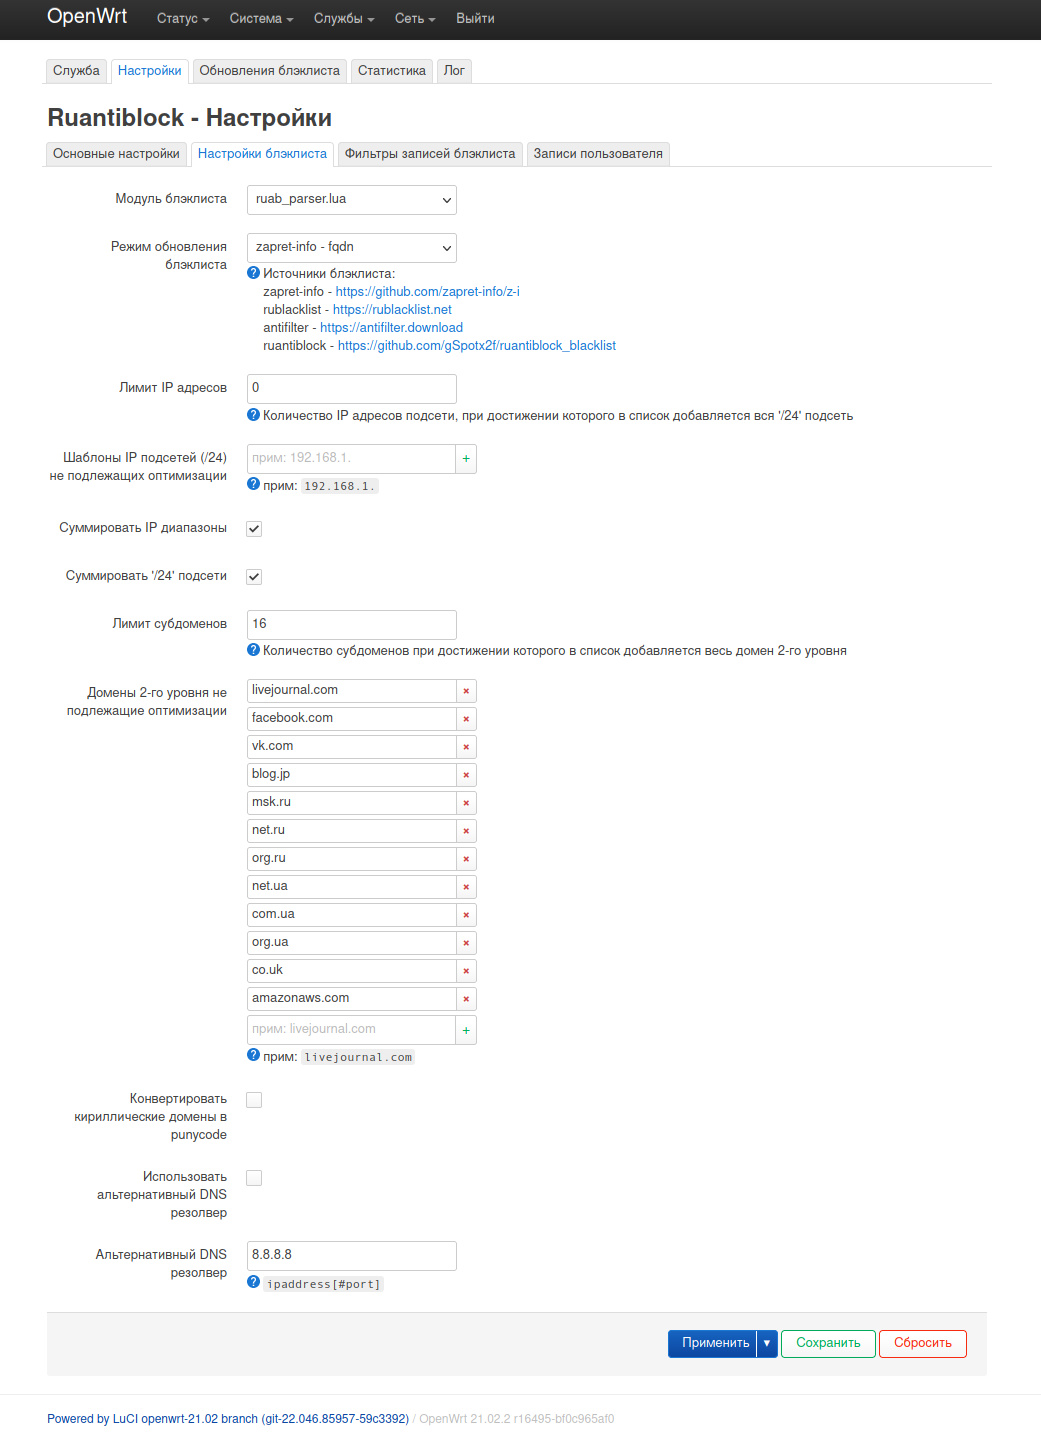 OpenWrt Статус Система Службы Сеть Выйти
Служба Настройки Обновления блэклиста Статистика Лог
Ruantiblock - Настройки
Основные настройки Настройки блэклиста Фильтры записей блэклиста Записи пользователя
Модуль блэклиста ruab_parser.lua
Режим обновления zapret-info - fqdn
блэклиста
? Источники блэклиста:
zapret-info - https://github.com/zapret-info/z-i
rublacklist - https://rublacklist.net
antifilter - https://antifilter.download
ruantiblock - https://github.com/gSpotx2f/ruantiblock_blacklist
Лимит IP адресов 0
? Количество IP адресов подсети, при достижении которого в список добавляется вся '/24' подсеть
Шаблоны IP подсетей (/24) прим: 192.168.1. +
не подлежащих оптимизации
? прим: 192.168.1.
Суммировать IP диапазоны
Суммировать '/24' подсети
Лимит субдоменов 16
? Количество субдоменов при достижении которого в список добавляется весь домен 2-го уровня
Домены 2-го уровня не livejournal.com ×
подлежащие оптимизации
facebook.com ×
vk.com ×
blog.jp ×
msk.ru ×
net.ru ×
org.ru ×
net.ua ×
com.ua ×
org.ua ×
co.uk ×
amazonaws.com ×
прим: livejournal.com +
? прим: livejournal.com
Конвертировать
кириллические домены в
punycode
Использовать
альтернативный DNS
резолвер
Альтернативный DNS 8.8.8.8
резолвер
? ipaddress[#port]
Применить ▾ Сохранить Сбросить
Powered by LuCI openwrt-21.02 branch (git-22.046.85957-59c3392) / OpenWrt 21.02.2 r16495-bf0c965af0